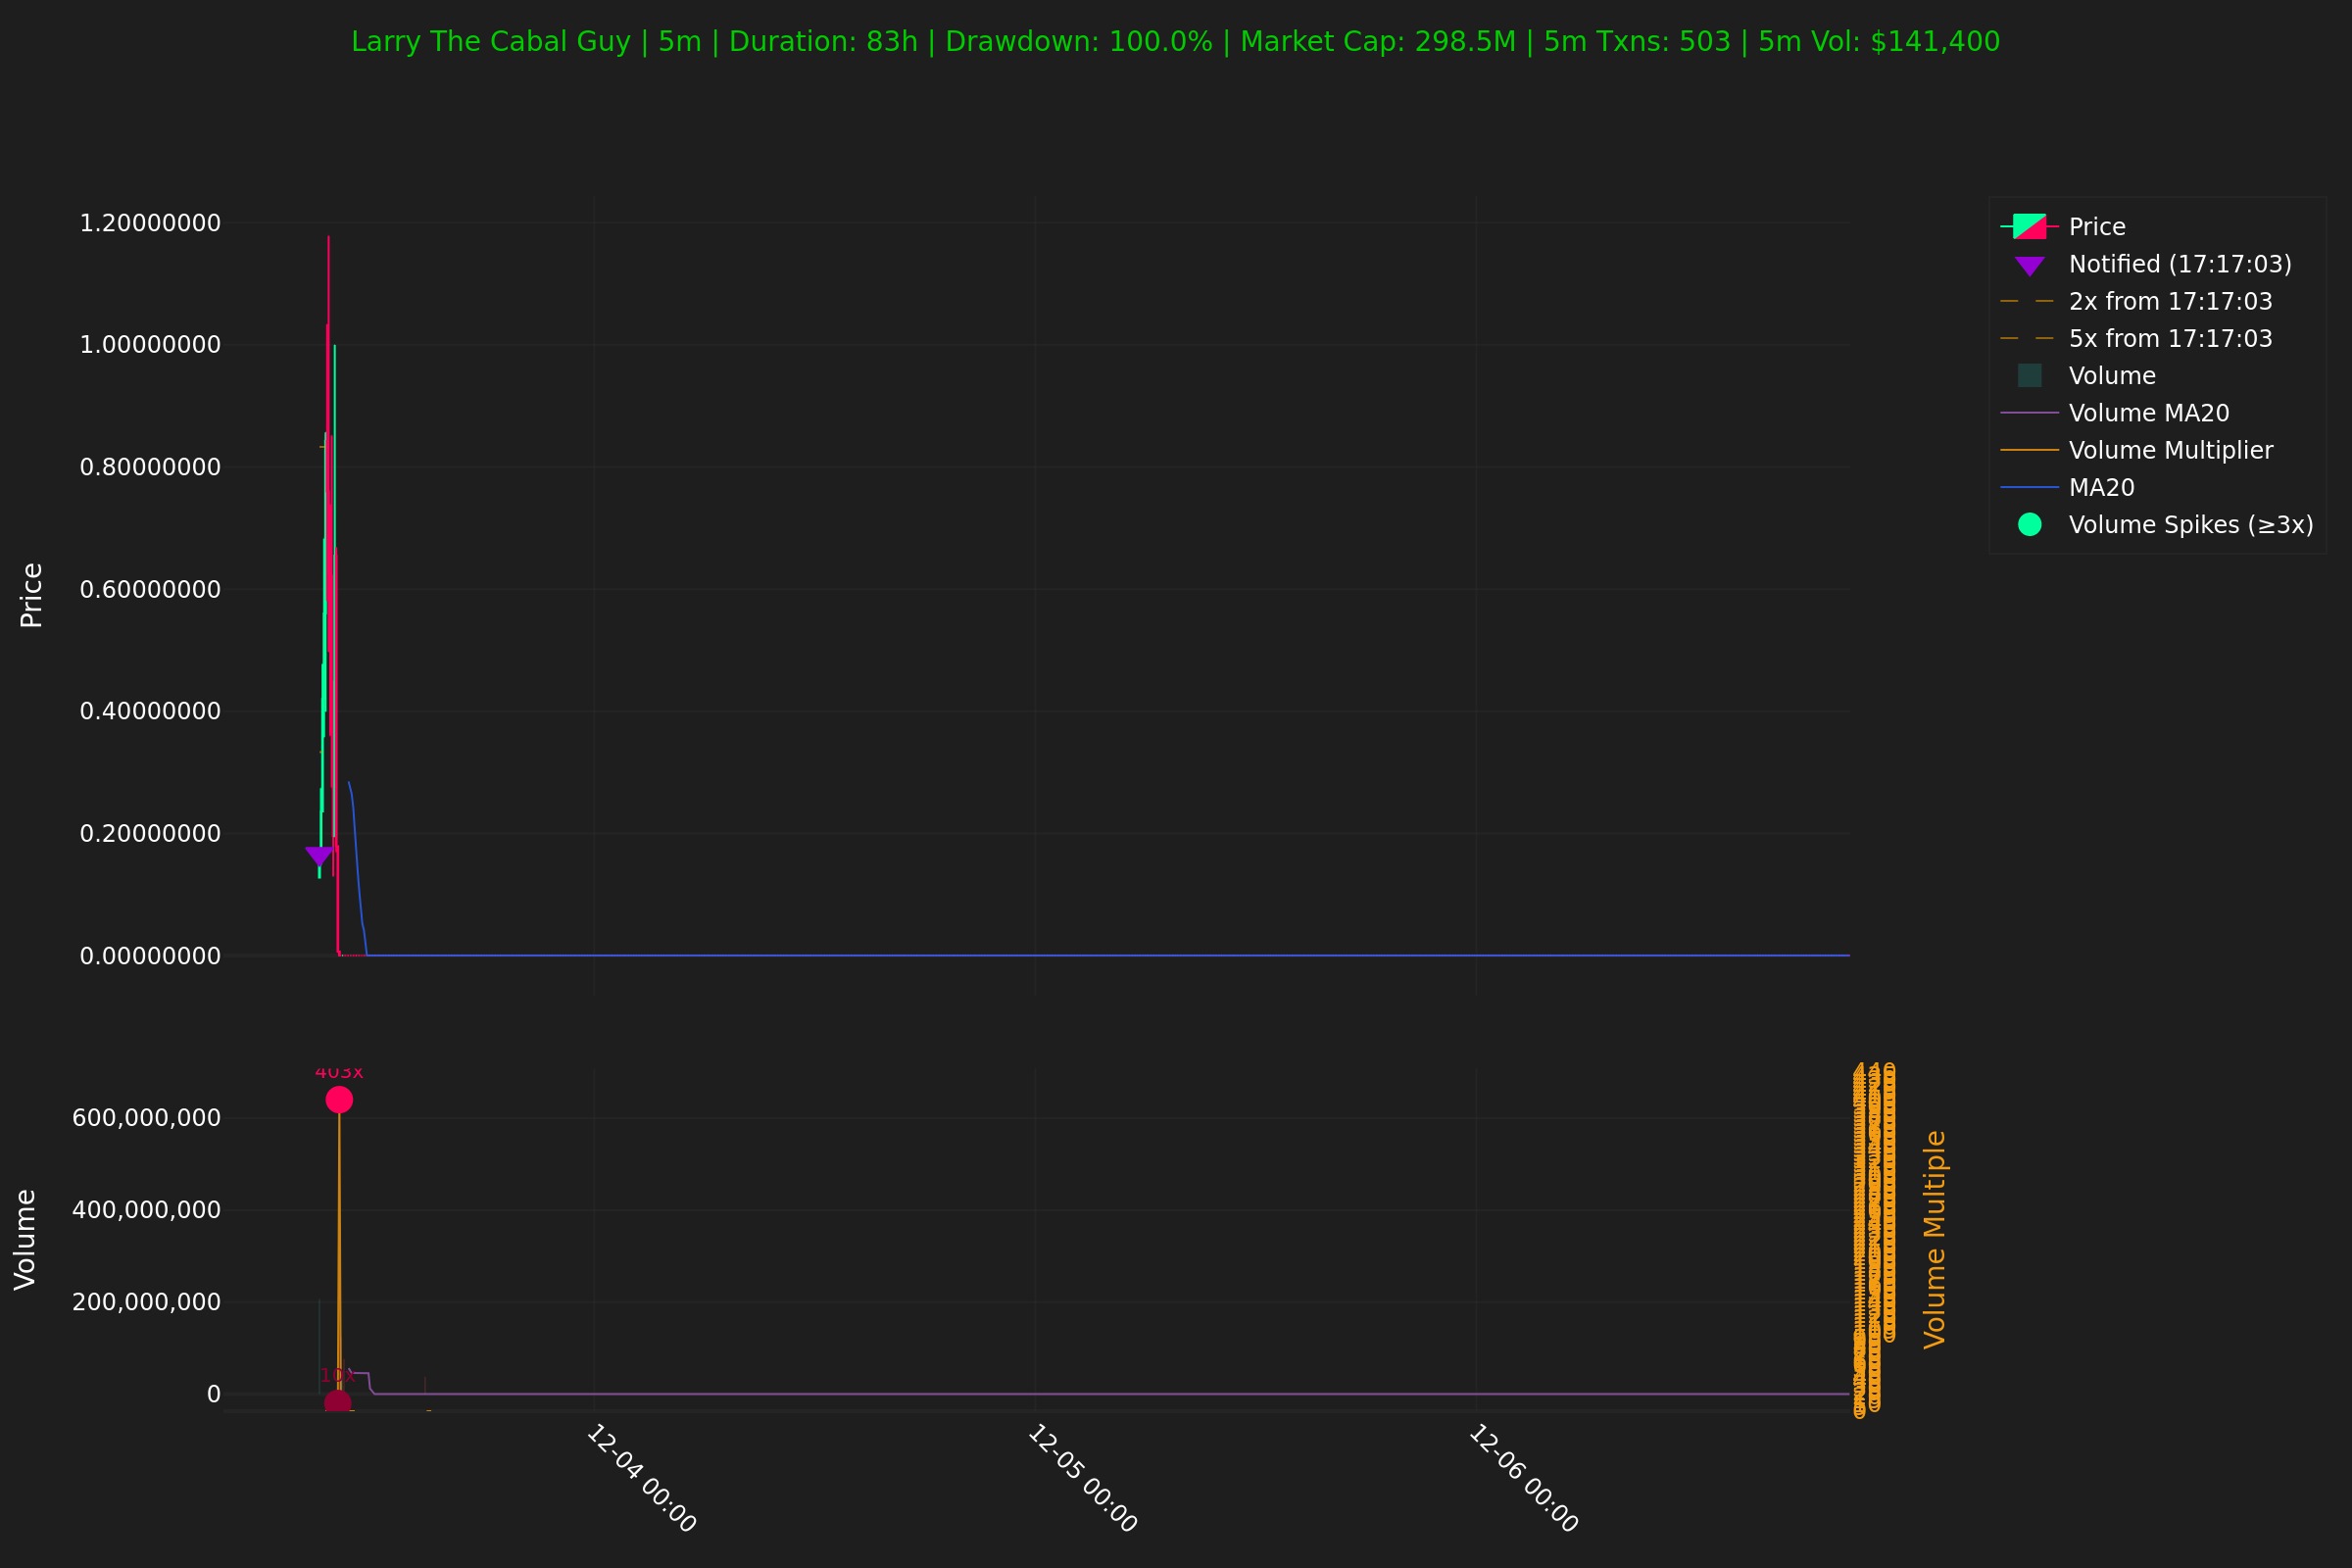 Larry The Cabal Guy | 5m | Duration: 83h | Drawdown: 100.0% | Market Cap: 298.5M | 5m Txns: 503 | 5m Vol: $141,400
Price
1.20000000
1.00000000
0.80000000
0.60000000
0.40000000
0.20000000
0.00000000
Price
Notified (17:17:03)
2x from 17:17:03
5x from 17:17:03
Volume
Volume MA20
Volume Multiplier
MA20
Volume Spikes (≥3x)
Volume
600,000,000
400,000,000
200,000,000
0
403x
10x
Volume Multiple
12-04 00:00
12-05 00:00
12-06 00:00